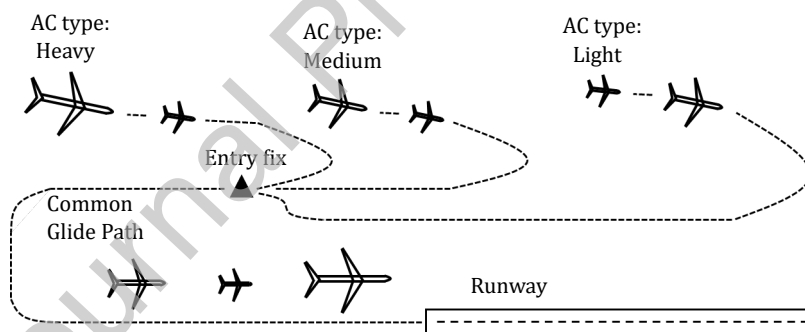 AC type:
Heavy
AC type:
Medium
AC type:
Light
Entry fix
Common
Glide Path
Runway